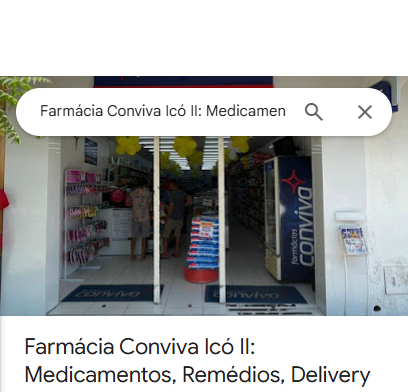 Farmácia Conviva Icó II: Medicamen
Farmácias
conviva
conviva
conviva
Farmácia Conviva Icó II:
Medicamentos, Remédios, Delivery